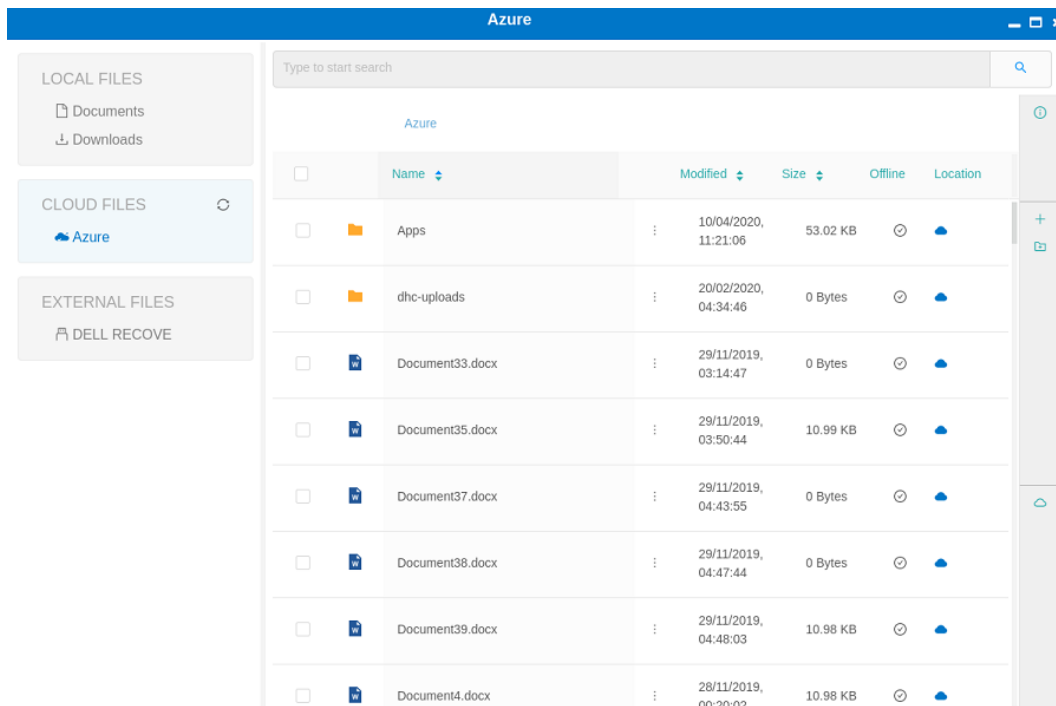 Azure
LOCAL FILES
Documents
Downloads
CLOUD FILES
Azure
EXTERNAL FILES
DELL RECOVE
Type to start search
Azure
Name Modified Size Offline Location
Apps 10/04/2020, 11:21:06 53.02 KB
dhc-uploads 20/02/2020, 04:34:46 0 Bytes
Document33.docx 29/11/2019, 03:14:47 0 Bytes
Document35.docx 29/11/2019, 03:50:44 10.99 KB
Document37.docx 29/11/2019, 04:43:55 0 Bytes
Document38.docx 29/11/2019, 04:47:44 0 Bytes
Document39.docx 29/11/2019, 04:48:03 10.98 KB
Document4.docx 28/11/2019, 10.98 KB